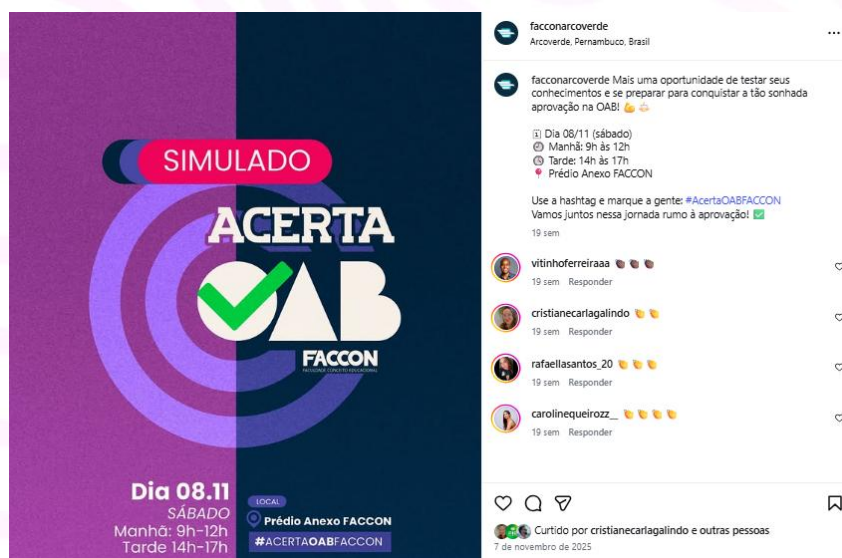 SIMULADO
ACERTA
OAB
FACCON
FACULDADE CONCEITO EDUCACIONAL
Dia 08.11
SÁBADO
Manhã: 9h-12h
Tarde 14h-17h
LOCAL
Prédio Anexo FACCON
#ACERTAOABFACCON
facconarcoverde
Arcoverde, Pernambuco, Brasil
facconarcoverde Mais uma oportunidade de testar seus
conhecimentos e se preparar para conquistar a tão sonhada
aprovação na OAB!
Dia 08/11 (sábado)
Manhã: 9h às 12h
Tarde: 14h às 17h
Prédio Anexo FACCON
Use a hashtag e marque a gente: #AcertaOABFACCON
Vamos juntos nessa jornada rumo à aprovação!
19 sem
vitinhoferreiraaa
19 sem Responder
cristianecarlagalindo
19 sem Responder
rafaellasantos_20
19 sem Responder
carolinequeirozz__
19 sem Responder
Curtido por cristianecarlagalindo e outras pessoas
7 de novembro de 2025